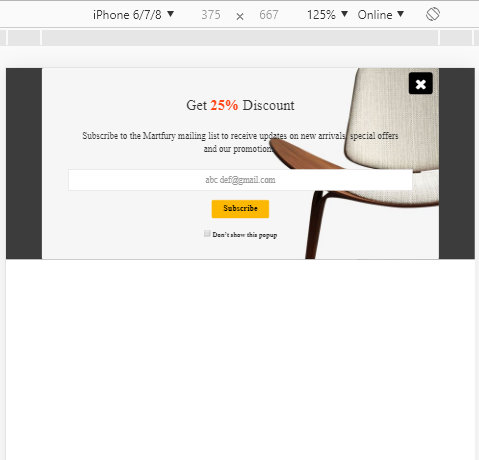 iPhone 6/7/8 ▼ 375 × 667 125% ▼ Online ▼
Get 25% Discount
Subscribe to the Martfury mailing list to receive updates on new arrivals, special offers
and our promotions.
abc def@gmail.com
Subscribe
Don't show this popup